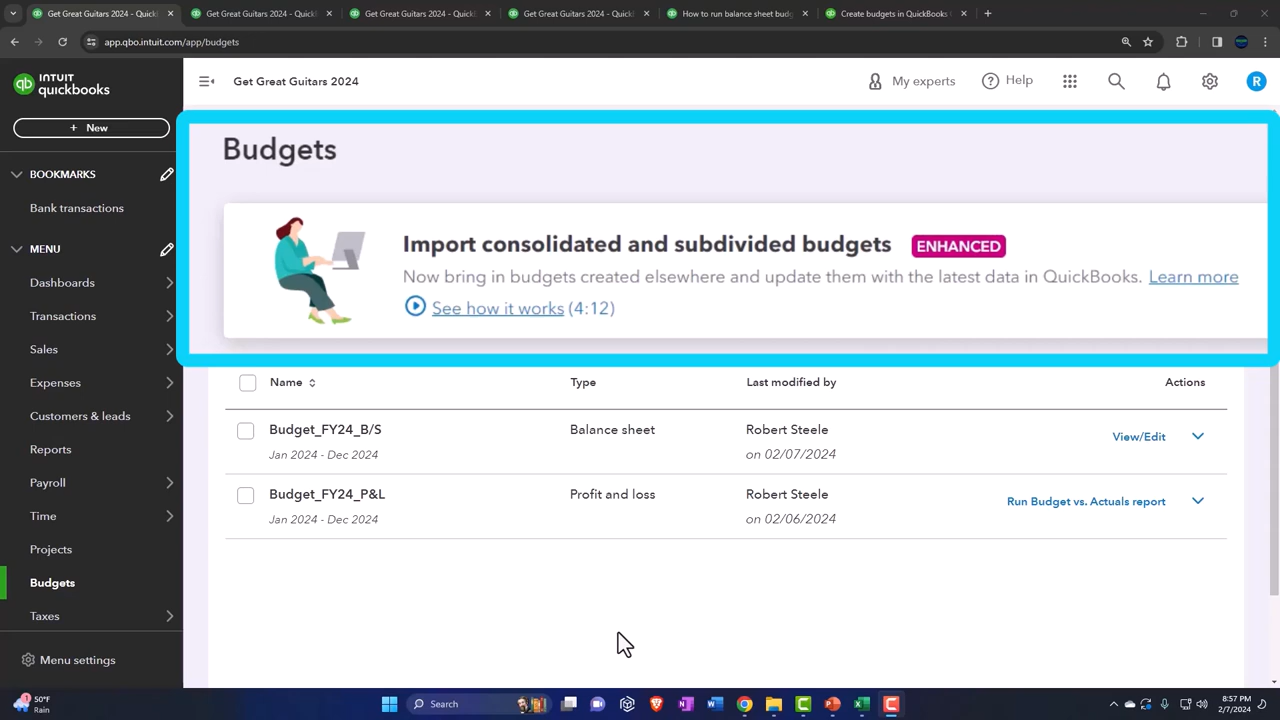 Get Great Guitars 2024 - Quickl
Get Great Guitars 2024 - QuickB
Get Great Guitars 2024 - QuickB
Get Great Guitars 2024 - QuickB
How to run balance sheet budg
Create budgets in QuickBooks
app.qbo.intuit.com/app/budgets
INTUIT
quickbooks
Get Great Guitars 2024
My experts
Help
R
+ New
BOOKMARKS
Bank transactions
MENU
Dashboards
Transactions
Sales
Expenses
Customers & leads
Reports
Payroll
Time
Projects
Budgets
Taxes
Menu settings
Budgets
Import consolidated and subdivided budgets ENHANCED
Now bring in budgets created elsewhere and update them with the latest data in QuickBooks. Learn more
See how it works (4:12)
Name Type Last modified by Actions
Budget_FY24_B/S Balance sheet Robert Steele View/Edit
Jan 2024 - Dec 2024 on 02/07/2024
Budget_FY24_P&L Profit and loss Robert Steele Run Budget vs. Actuals report
Jan 2024 - Dec 2024 on 02/06/2024
50°F
Rain
Search
8:57 PM
2/7/2024